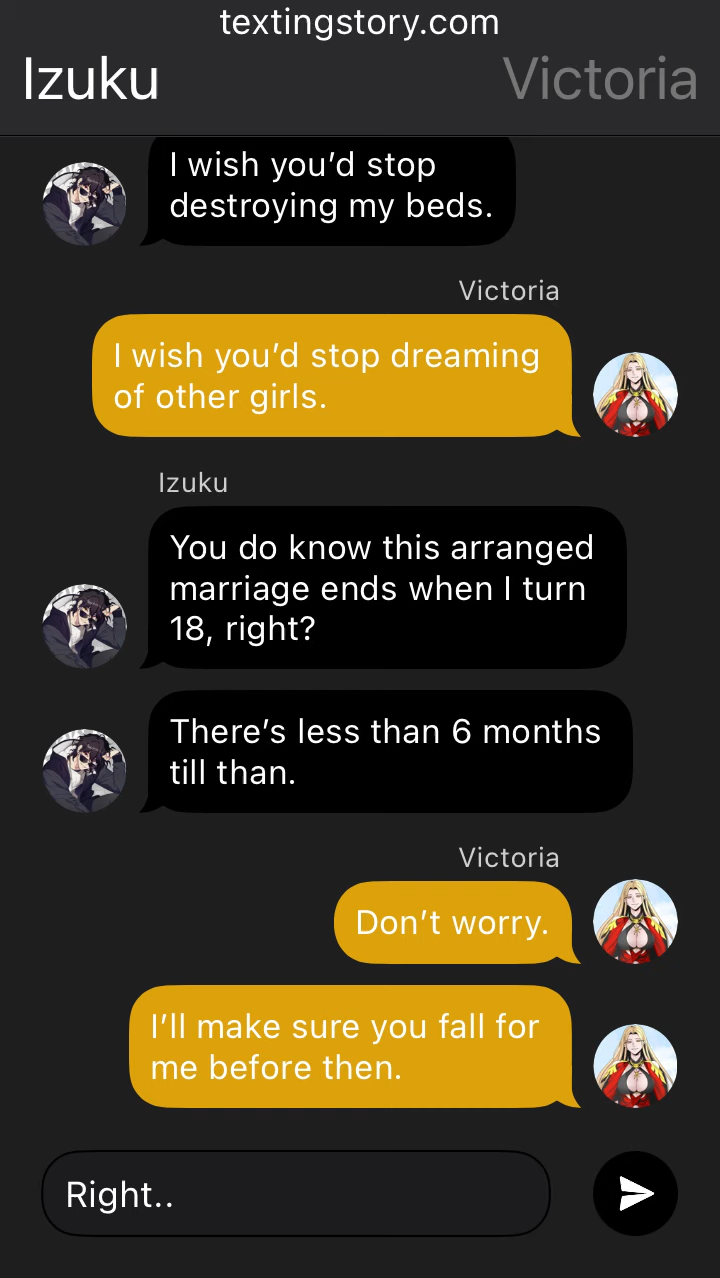 textingstory.com
Izuku
Victoria
I wish you’d stop
destroying my beds.
Victoria
I wish you’d stop dreaming
of other girls.
Izuku
You do know this arranged
marriage ends when I turn
18, right?
There’s less than 6 months
till than.
Victoria
Don’t worry.
I’ll make sure you fall for
me before then.
Right..